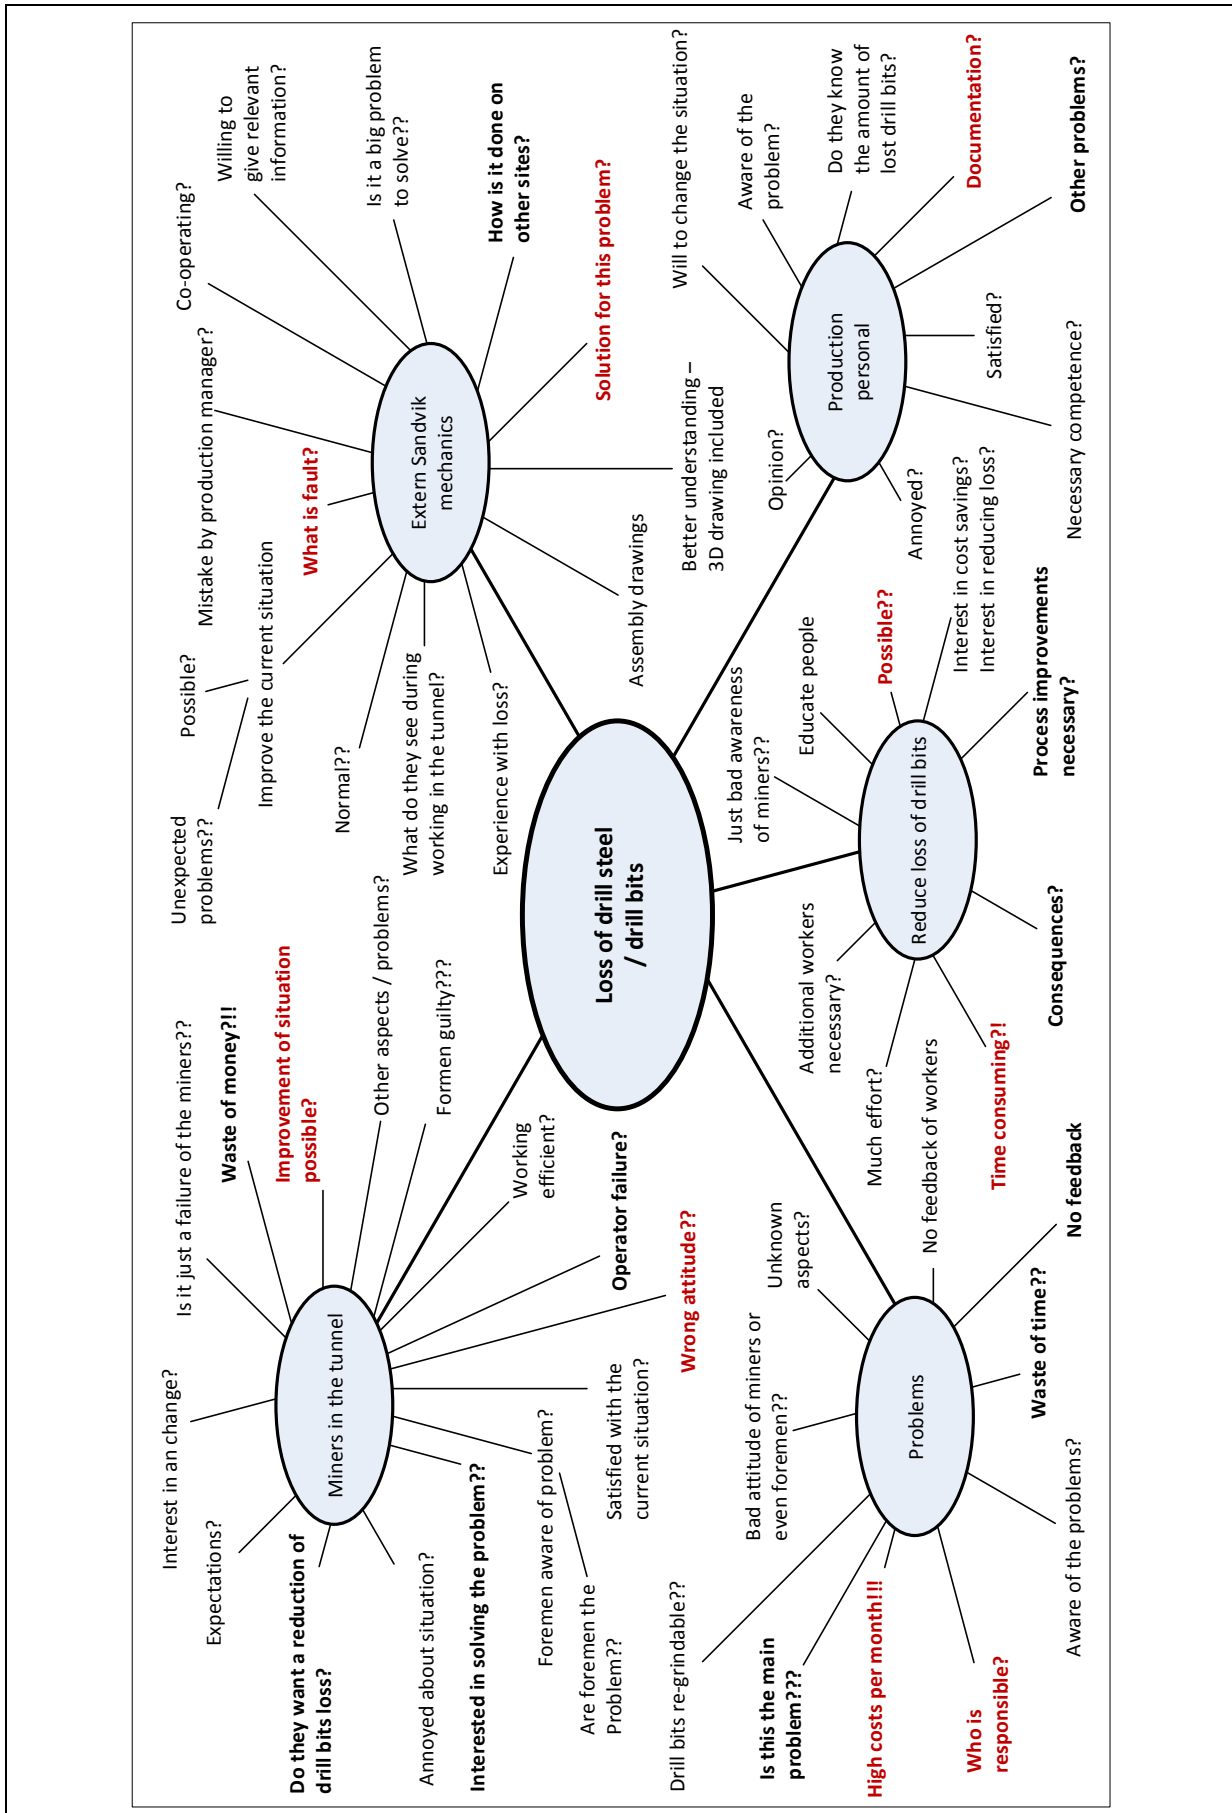 Loss of drill steel
/ drill bits
Miners in the tunnel
Expectations?
Interest in an change?
Is it just a failure of the miners??
Waste of money?!!
Improvement of situation
possible?
Other aspects / problems?
Formen guilty???
Working
efficient?
Operator failure?
Wrong attitude??
Satisfied with the
current situation?
Foremen aware of problem?
Are foremen the
Problem??
Interested in solving the problem??
Annoyed about situation?
Do they want a reduction of
drill bits loss?
Extern Sandvik
mechanics
Unexpected
problems??
Possible?
Improve the current situation
What is fault?
Mistake by production manager?
Co-operating?
Willing to
give relevant
information?
Is it a big problem
to solve??
How is it done on
other sites?
Solution for this problem?
Better understanding –
3D drawing included
Assembly drawings
Experience with loss?
What do they see during
working in the tunnel?
Normal??
Production
personal
Opinion?
Will to change the situation?
Aware of the
problem?
Do they know
the amount of
lost drill bits?
Documentation?
Other problems?
Satisfied?
Necessary competence?
Annoyed?
Reduce loss of drill bits
Additional workers
necessary?
Just bad awareness
of miners??
Educate people
Possible??
Interest in cost savings?
Interest in reducing loss?
Process improvements
necessary?
Consequences?
Time consuming?!
Much effort?
Problems
Drill bits re-grindable??
Bad attitude of miners or
even foremen??
Unknown
aspects?
No feedback of workers
No feedback
Waste of time??
Aware of the problems?
Who is
responsible?
High costs per month!!!
Is this the main
problem???